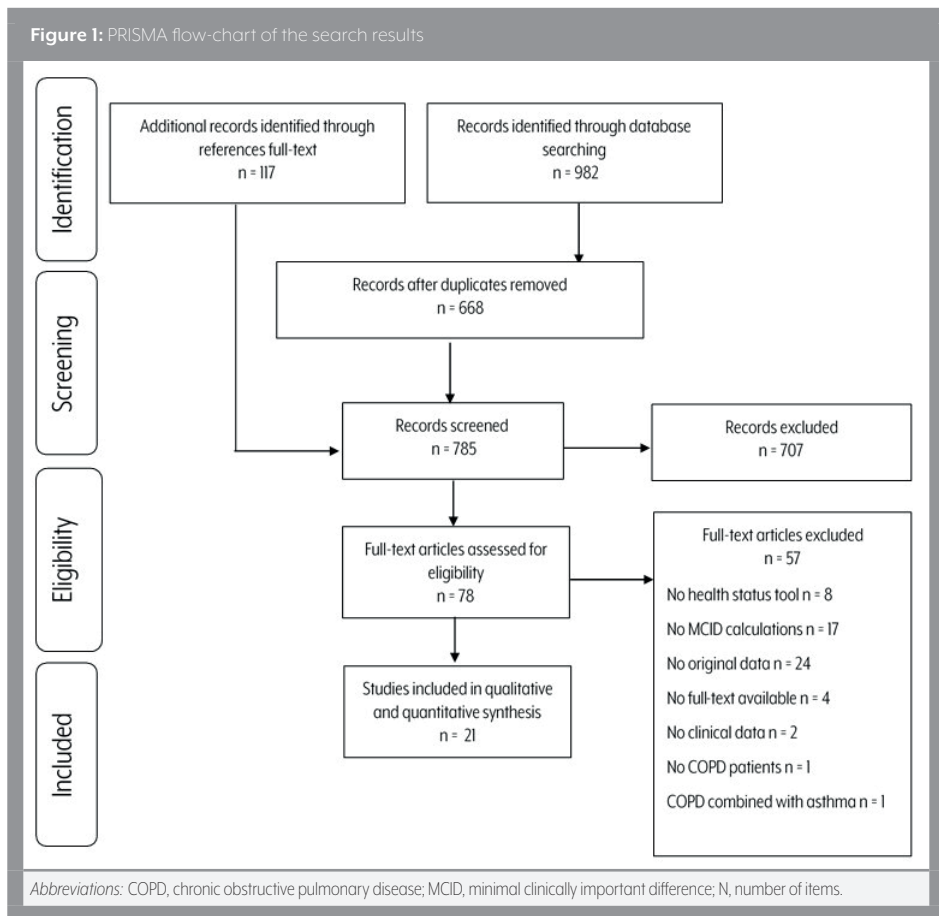 Figure 1: PRISMA flow-chart of the search results
Identification
Additional records identified through
references full-text
n = 117
Records identified through database
searching
n = 982
Screening
Records after duplicates removed
n = 668
Records screened
n = 785
Records excluded
n = 707
Eligibility
Full-text articles assessed for
eligibility
n = 78
Full-text articles excluded
n = 57
No health status tool n = 8
No MCID calculations n = 17
No original data n = 24
No full-text available n = 4
No clinical data n = 2
No COPD patients n = 1
COPD combined with asthma n = 1
Included
Studies included in qualitative
and quantitative synthesis
n = 21
Abbreviations: COPD, chronic obstructive pulmonary disease; MCID, minimal clinically important difference; N, number of items.